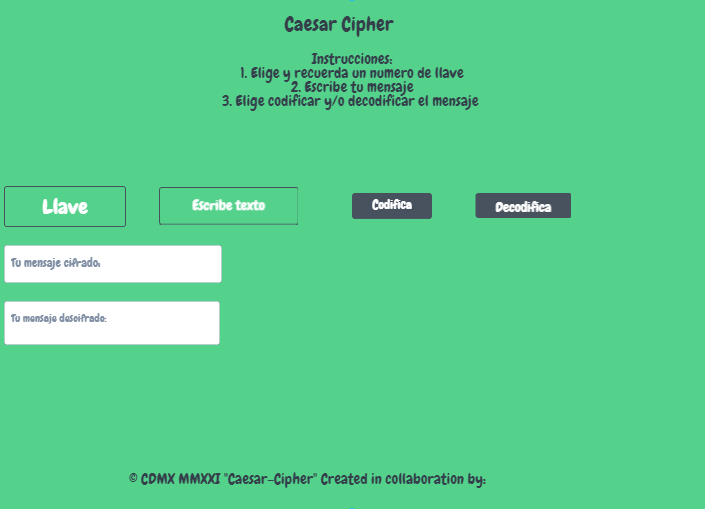 Caesar Cipher
Instrucciones:
1. Elige y recuerda un numero de llave
2. Escribe tu mensaje
3. Elige codificar y/o decodificar el mensaje
Llave
Escribe texto
Codifica
Decodifica
Tu mensaje cifrado:
Tu mensaje descifrado:
© CDMX MMXXI "Caesar-Cipher" Created in collaboration by: